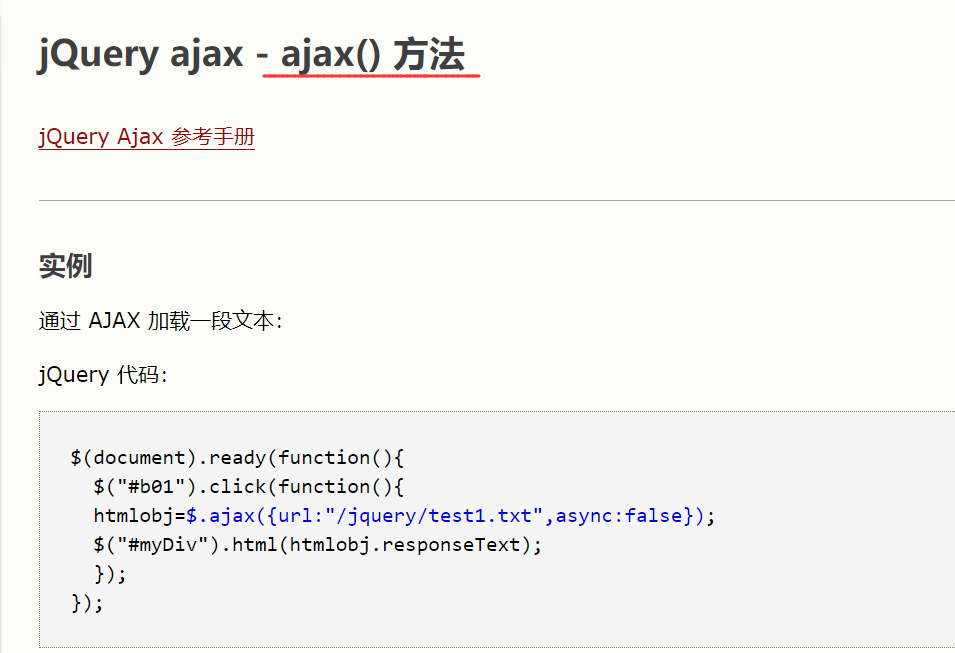 jQuery ajax - ajax() 方法
jQuery Ajax 参考手册
实例
通过 AJAX 加载一段文本：
jQuery 代码：
$(document).ready(function(){
  $("#b01").click(function(){
  htmlobj=$.ajax({url:"/jquery/test1.txt",async:false});
  $("#myDiv").html(htmlobj.responseText);
  });
});